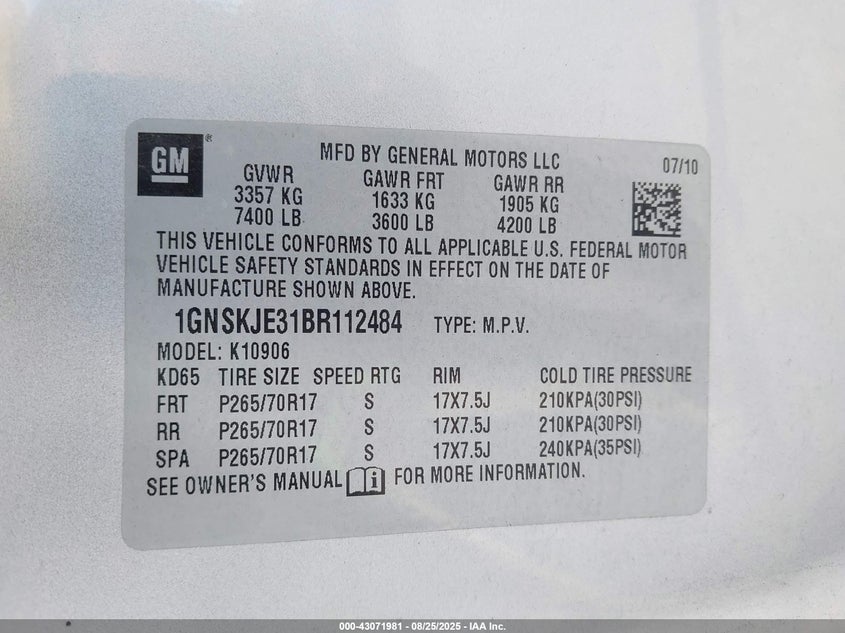 GM ®
MFD BY GENERAL MOTORS LLC 07/10
GVWR GAWR FRT GAWR RR
3357 KG 1633 KG 1905 KG
7400 LB 3600 LB 4200 LB
THIS VEHICLE CONFORMS TO ALL APPLICABLE U.S. FEDERAL MOTOR
VEHICLE SAFETY STANDARDS IN EFFECT ON THE DATE OF
MANUFACTURE SHOWN ABOVE.
1GNSKJE31BR112484 TYPE: M.P.V.
MODEL: K10906
KD65 TIRE SIZE SPEED RTG RIM COLD TIRE PRESSURE
FRT P265/70R17 S 17X7.5J 210KPA(30PSI)
RR P265/70R17 S 17X7.5J 210KPA(30PSI)
SPA P265/70R17 S 17X7.5J 240KPA(35PSI)
SEE OWNER'S MANUAL i FOR MORE INFORMATION.
000-43071981 - 08/25/2025 - IAA Inc.